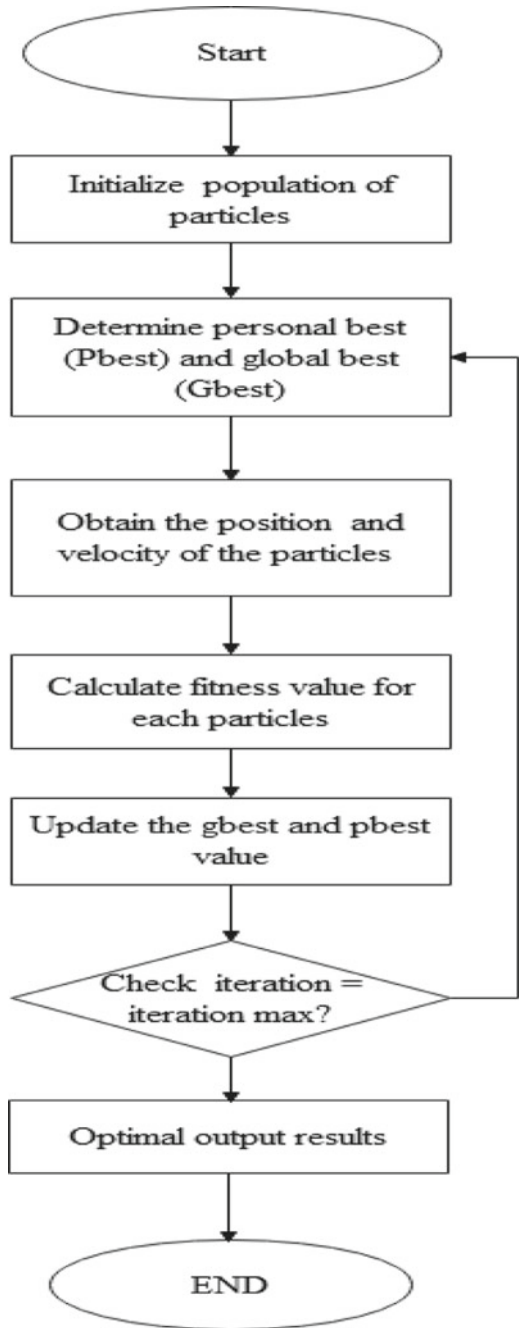 Start
Initialize population of
particles
Determine personal best
(Pbest) and global best
(Gbest)
Obtain the position and
velocity of the particles
Calculate fitness value for
each particles
Update the gbest and pbest
value
Check iteration =
iteration max?
Optimal output results
END